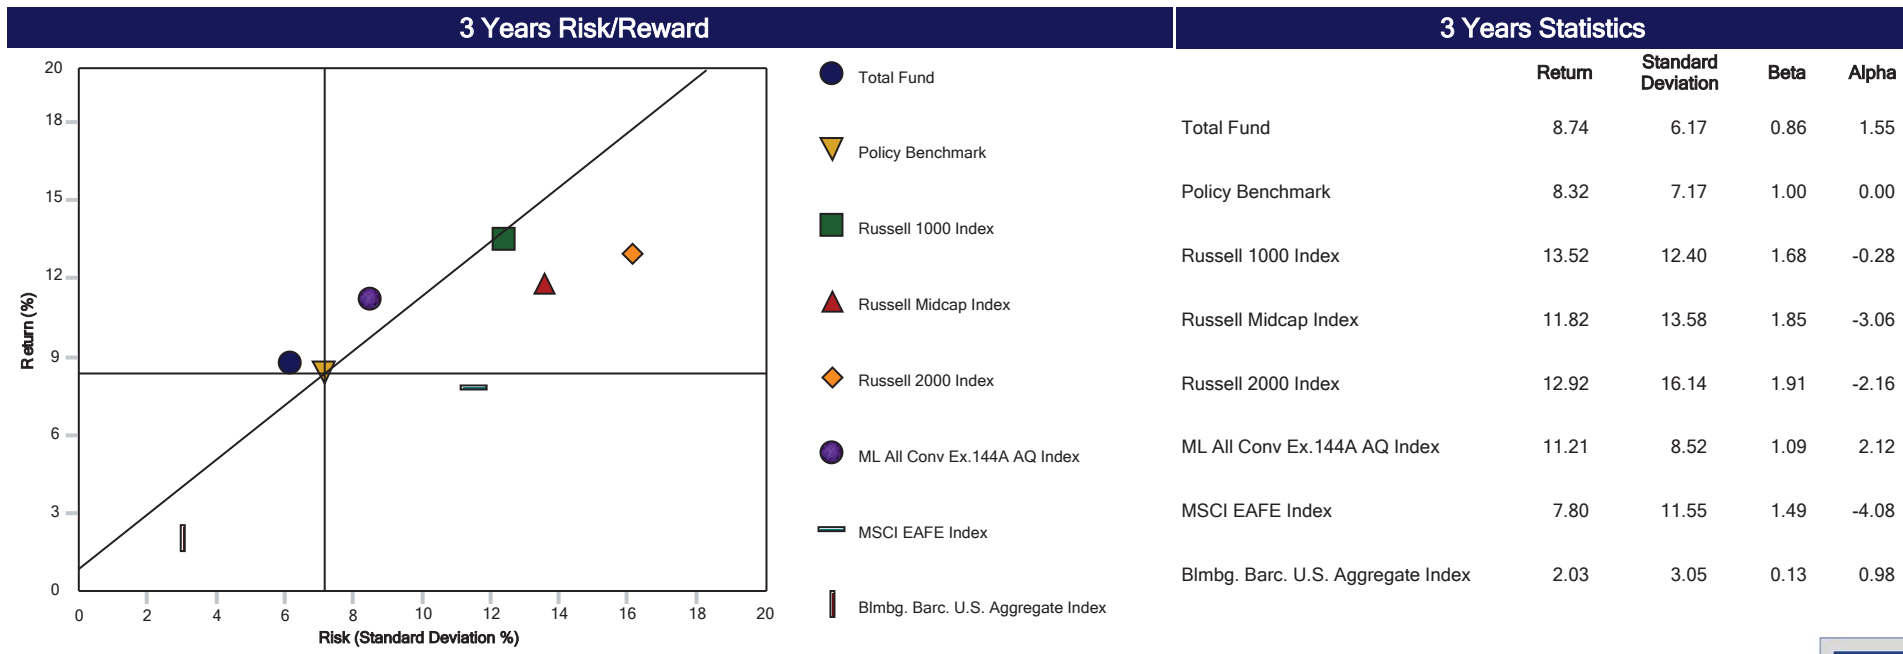 3 Years Risk/Reward
20
18
15
12
9
6
3
0
Return (%)
0 2 4 6 8 10 12 14 16 18 20
Risk (Standard Deviation %)
Total Fund
Policy Benchmark
Russell 1000 Index
Russell Midcap Index
Russell 2000 Index
ML All Conv Ex.144A AQ Index
MSCI EAFE Index
Blmbg. Barc. U.S. Aggregate Index
3 Years Statistics
Return Standard Deviation Beta Alpha
Total Fund 8.74 6.17 0.86 1.55
Policy Benchmark 8.32 7.17 1.00 0.00
Russell 1000 Index 13.52 12.40 1.68 -0.28
Russell Midcap Index 11.82 13.58 1.85 -3.06
Russell 2000 Index 12.92 16.14 1.91 -2.16
ML All Conv Ex.144A AQ Index 11.21 8.52 1.09 2.12
MSCI EAFE Index 7.80 11.55 1.49 -4.08
Blmbg. Barc. U.S. Aggregate Index 2.03 3.05 0.13 0.98